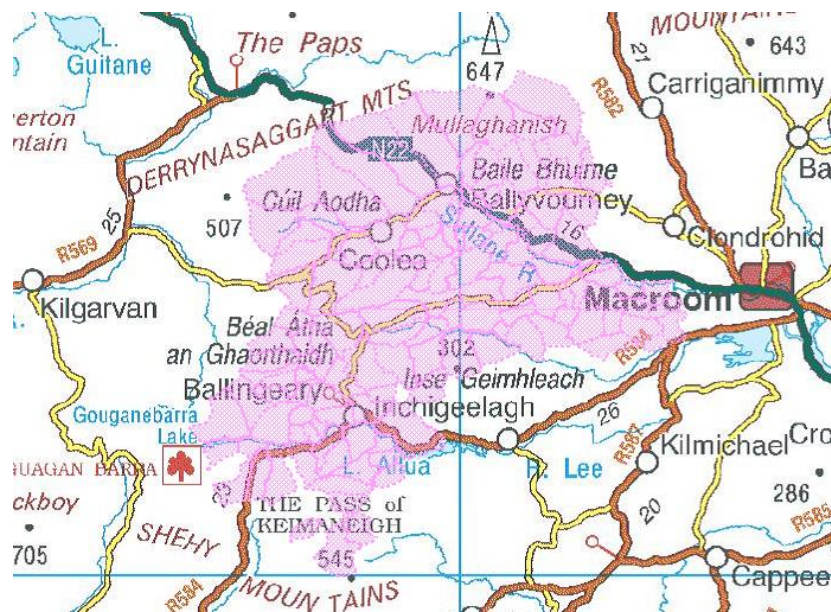 L.
Guitane
The Paps
647
MOUNTAINS
643
21
R582
Carriganimmy
erton
ntain
DERRYNASAGGART MTS
Mullaghanish
N22
Ba
Baile Bhuirne
Ballyvourney
Cúil Aodha
25
507
R569
Coolea
Sullane R
16
Clondrohid
Kilgarvan
Macroom
Béal Átha
an Ghaorthaidh
302
R584
Ballingeary
Inse Geimhleach
Gouganebarra
Lake
Inchigeelagh
26
R587
Kilmichael
Cro
GUAGAN BARRA
L. Allua
R. Lee
286
ckboy
23
THE PASS of
KEIMANEIGH
20
R585
705
SHEHY
545
MOUNTAINS
R584
Cappee